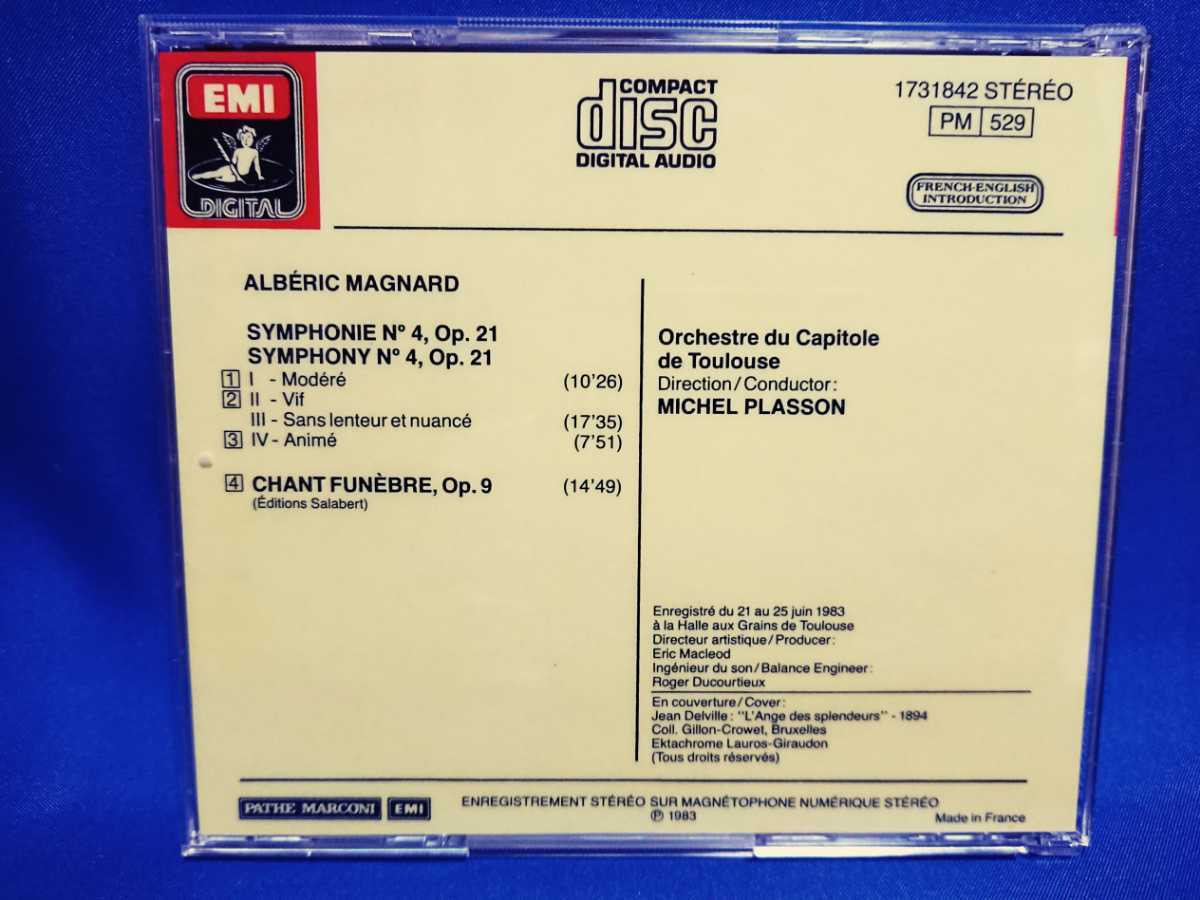 EMI
DIGITAL
COMPACT
disc
DIGITAL AUDIO
1731842 STÉRÉO
PM 529
FRENCH-ENGLISH
INTRODUCTION
ALBÉRIC MAGNARD
SYMPHONIE Nº 4, Op. 21
SYMPHONY Nº 4, Op. 21
1 I - Modéré (10'26)
2 II - Vif
III - Sans lenteur et nuancé (17'35)
3 IV - Animé (7'51)
4 CHANT FUNÈBRE, Op. 9 (14'49)
(Éditions Salabert)
Orchestre du Capitole
de Toulouse
Direction/Conductor:
MICHEL PLASSON
Enregistré du 21 au 25 juin 1983
à la Halle aux Grains de Toulouse
Directeur artistique/Producer:
Eric Macleod
Ingénieur du son/Balance Engineer:
Roger Ducourtieux
En couverture/Cover:
Jean Delville: "L'Ange des splendeurs" - 1894
Coll. Gillon-Crowet, Bruxelles
Ektachrome Lauros-Giraudon
(Tous droits réservés)
PATHE MARCONI EMI
ENREGISTREMENT STÉRÉO SUR MAGNÉTOPHONE NUMÉRIQUE STÉRÉO
℗ 1983
Made in France